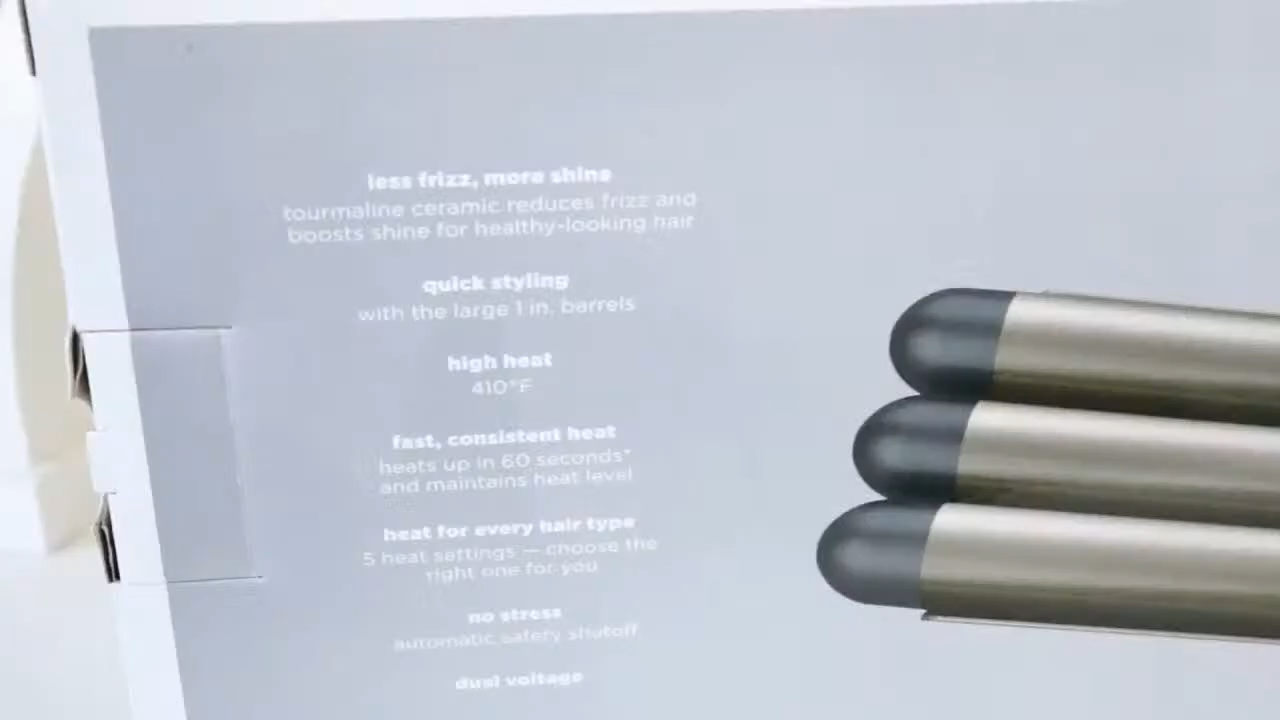 less frizz, more shine
tourmaline ceramic reduces frizz and
boosts shine for healthy-looking hair
quick styling
with the large 1 in. barrels
high heat
410°F
fast, consistent heat
heats up in 60 seconds*
and maintains heat level
heat for every hair type
5 heat settings — choose the
right one for you
no stress
automatic safety shutoff
dual voltage